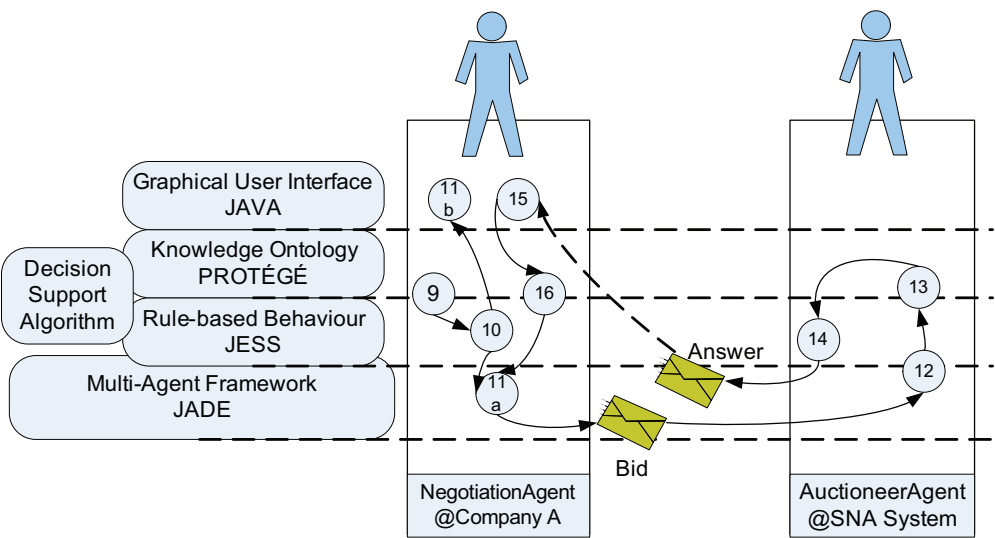 Graphical User Interface
JAVA
Knowledge Ontology
PROTÉGÉ
Decision
Support
Algorithm
Rule-based Behaviour
JESS
Multi-Agent Framework
JADE
11
b
15
9
16
10
11
a
13
14
12
Answer
Bid
NegotiationAgent
@Company A
AuctioneerAgent
@SNA System